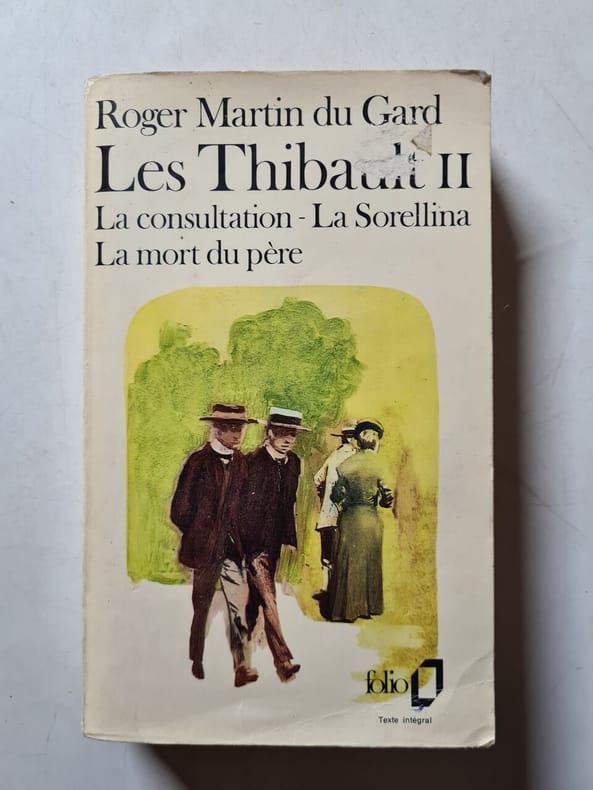 Roger Martin du Gard
Les Thibault II
La consultation - La Sorellina
La mort du père
folio
Texte intégral